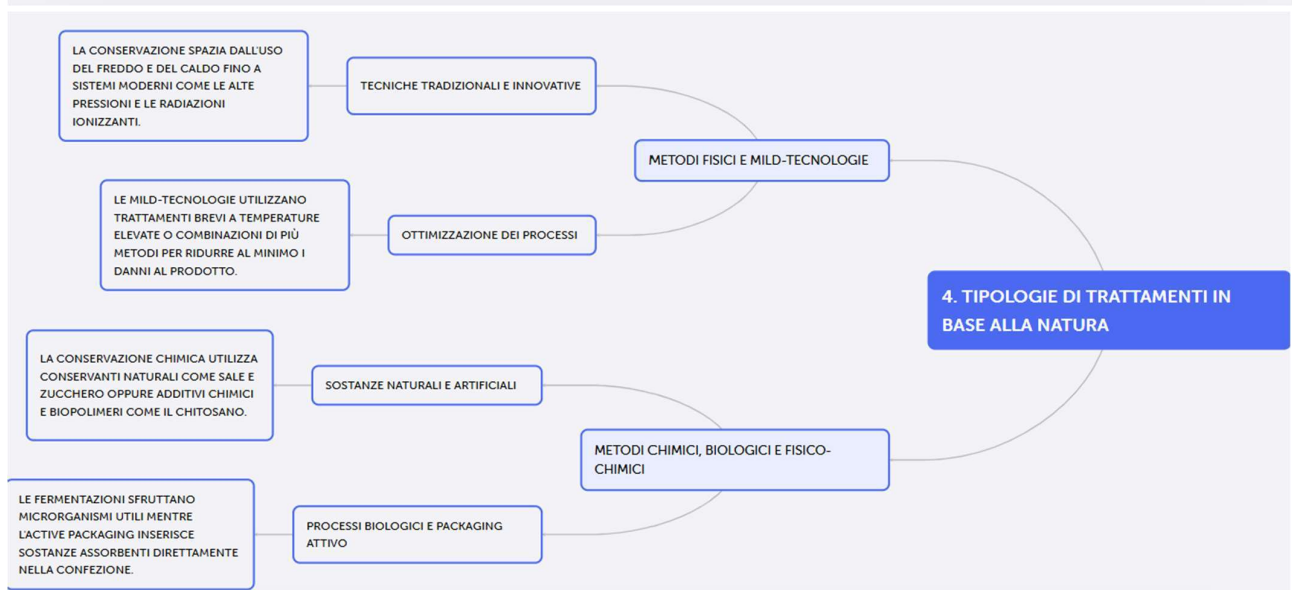 LA CONSERVAZIONE SPAZIA DALL'USO
DEL FREDDO E DEL CALDO FINO A
SISTEMI MODERNI COME LE ALTE
PRESSIONI E LE RADIAZIONI
IONIZZANTI.
TECNICHE TRADIZIONALI E INNOVATIVE
METODI FISICI E MILD-TECNOLOGIE
LE MILD-TECNOLOGIE UTILIZZANO
TRATTAMENTI BREVI A TEMPERATURE
ELEVATE O COMBINAZIONI DI PIÙ
METODI PER RIDURRE AL MINIMO I
DANNI AL PRODOTTO.
OTTIMIZZAZIONE DEI PROCESSI
4. TIPOLOGIE DI TRATTAMENTI IN
BASE ALLA NATURA
LA CONSERVAZIONE CHIMICA UTILIZZA
CONSERVANTI NATURALI COME SALE E
ZUCCHERO OPPURE ADDITIVI CHIMICI
E BIOPOLIMERI COME IL CHITOSANO.
SOSTANZE NATURALI E ARTIFICIALI
METODI CHIMICI, BIOLOGICI E FISICO-
CHIMICI
LE FERMENTAZIONI SFRUTTANO
MICRORGANISMI UTILI MENTRE
L'ACTIVE PACKAGING INSERISCE
SOSTANZE ASSORBENTI DIRETTAMENTE
NELLA CONFEZIONE.
PROCESSI BIOLOGICI E PACKAGING
ATTIVO